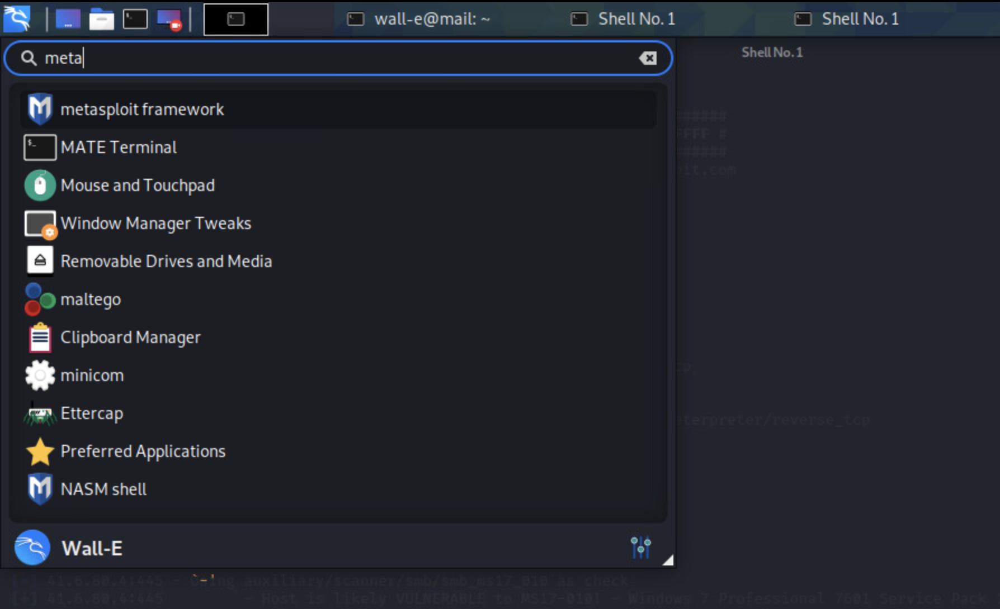 wall-e@mail: ~
Shell No. 1
Shell No. 1
meta
Shell No. 1
metasploit framework
######
MATE Terminal
FFFF #
######
hit.com
Mouse and Touchpad
Window Manager Tweaks
Removable Drives and Media
maltego
Clipboard Manager
minicom
cp
Ettercap
eterpreter/reverse_tcp
Preferred Applications
NASM shell
Wall-E
41.6.80.4:445 - Using auxiliary/scanner/smb/smb_ms17_010 as check
[+] 41.6.80.4:445 - Host is likely VULNERABLE to MS17-010! - Windows 7 Professional 7601 Service Pack